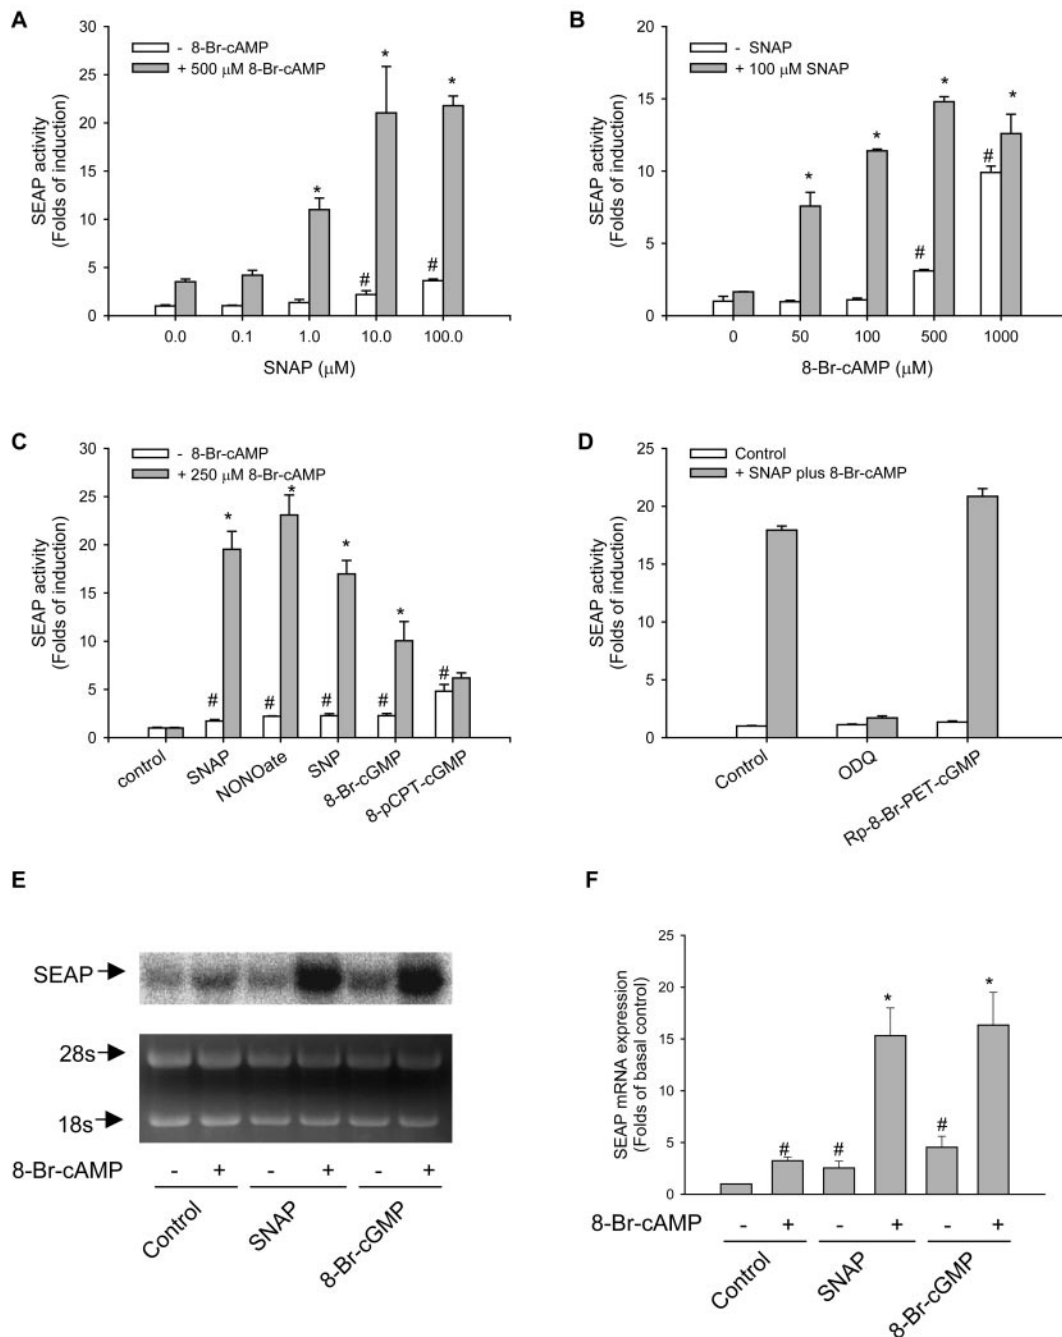 A
30
25
20
15
10
5
0
SEAP activity
(Folds of induction)
- 8-Br-cAMP
+ 500 μM 8-Br-cAMP
*
*
*
#
#
0.0 0.1 1.0 10.0 100.0
SNAP (μM)
B
20
15
10
5
0
SEAP activity
(Folds of induction)
- SNAP
+ 100 μM SNAP
*
*
*
*
#
#
0 50 100 500 1000
8-Br-cAMP (μM)
C
30
25
20
15
10
5
0
SEAP activity
(Folds of induction)
- 8-Br-cAMP
+ 250 μM 8-Br-cAMP
*
*
*
*
#
#
#
#
#
control
SNAP
NONOate
SNP
8-Br-cGMP
8-pCPT-cGMP
D
25
20
15
10
5
0
SEAP activity
(Folds of induction)
Control
+ SNAP plus 8-Br-cAMP
Control
ODQ
Rp-8-Br-PET-cGMP
E
SEAP
28s
18s
8-Br-cAMP - + - + - +
Control
SNAP
8-Br-cGMP
F
25
20
15
10
5
0
SEAP mRNA expression
(Folds of basal control)
#
#
*
#
*
8-Br-cAMP - + - + - +
Control
SNAP
8-Br-cGMP